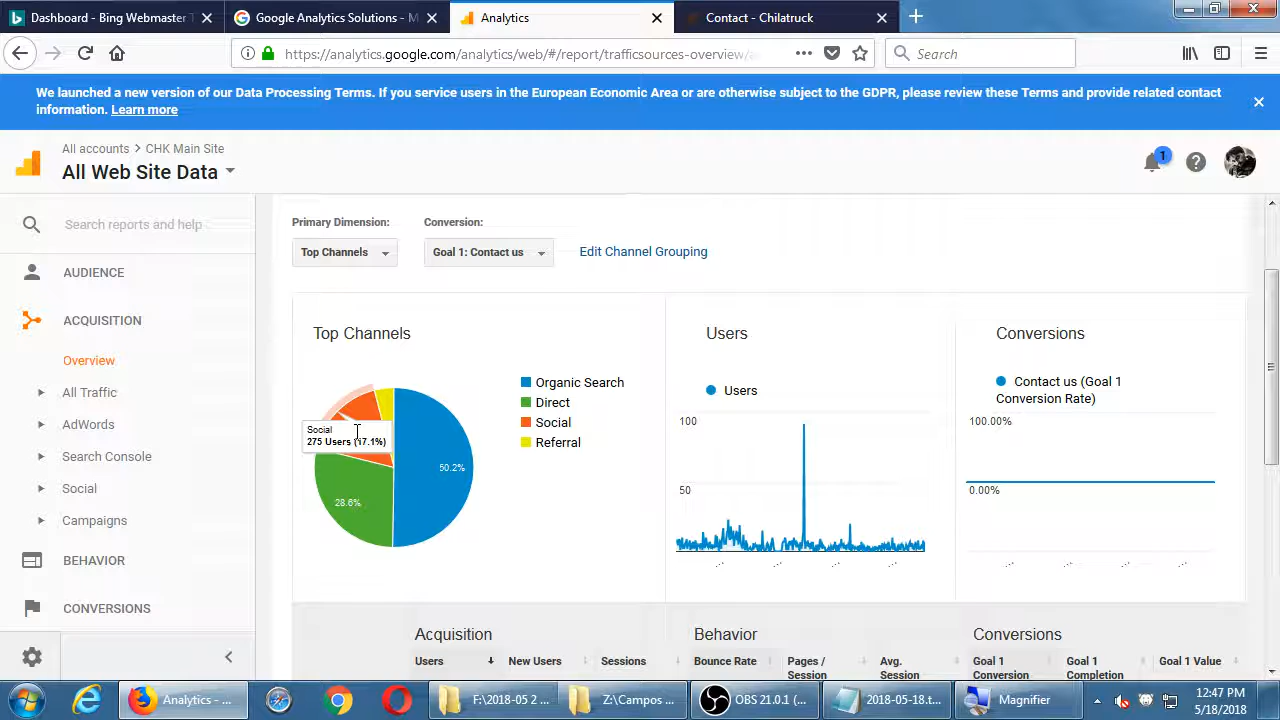 Dashboard - Bing Webmaster T
Google Analytics Solutions - M
Analytics
Contact - Chilatruck
https://analytics.google.com/analytics/web/#/report/trafficsources-overview/a
Search
We launched a new version of our Data Processing Terms. If you service users in the European Economic Area or are otherwise subject to the GDPR, please review these Terms and provide related contact
information. Learn more
All accounts > CHK Main Site
All Web Site Data
1
Search reports and help
AUDIENCE
ACQUISITION
Overview
All Traffic
AdWords
Search Console
Social
Campaigns
BEHAVIOR
CONVERSIONS
Primary Dimension:
Conversion:
Top Channels
Goal 1: Contact us
Edit Channel Grouping
Top Channels
Organic Search
Direct
Social
Referral
Social
275 Users (17.1%)
50.2%
28.6%
Users
Users
100
50
Conversions
Contact us (Goal 1
Conversion Rate)
100.00%
0.00%
Acquisition
Behavior
Conversions
Users
New Users
Sessions
Bounce Rate
Pages /
Session
Avg.
Session
Goal 1
Conversion
Goal 1
Completion
Goal 1 Value
Analytics - ...
F:\2018-05 2 ...
Z:\Campos ...
OBS 21.0.1 (...
2018-05-18.t...
Magnifier
12:47 PM
5/18/2018